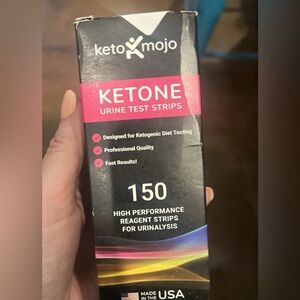 keto mojo
KETONE
URINE TEST STRIPS
Designed for Ketogenic Diet Testing
Professional Quality
Fast Results!
150
HIGH PERFORMANCE
REAGENT STRIPS
FOR URINALYSIS
MADE
IN THE USA